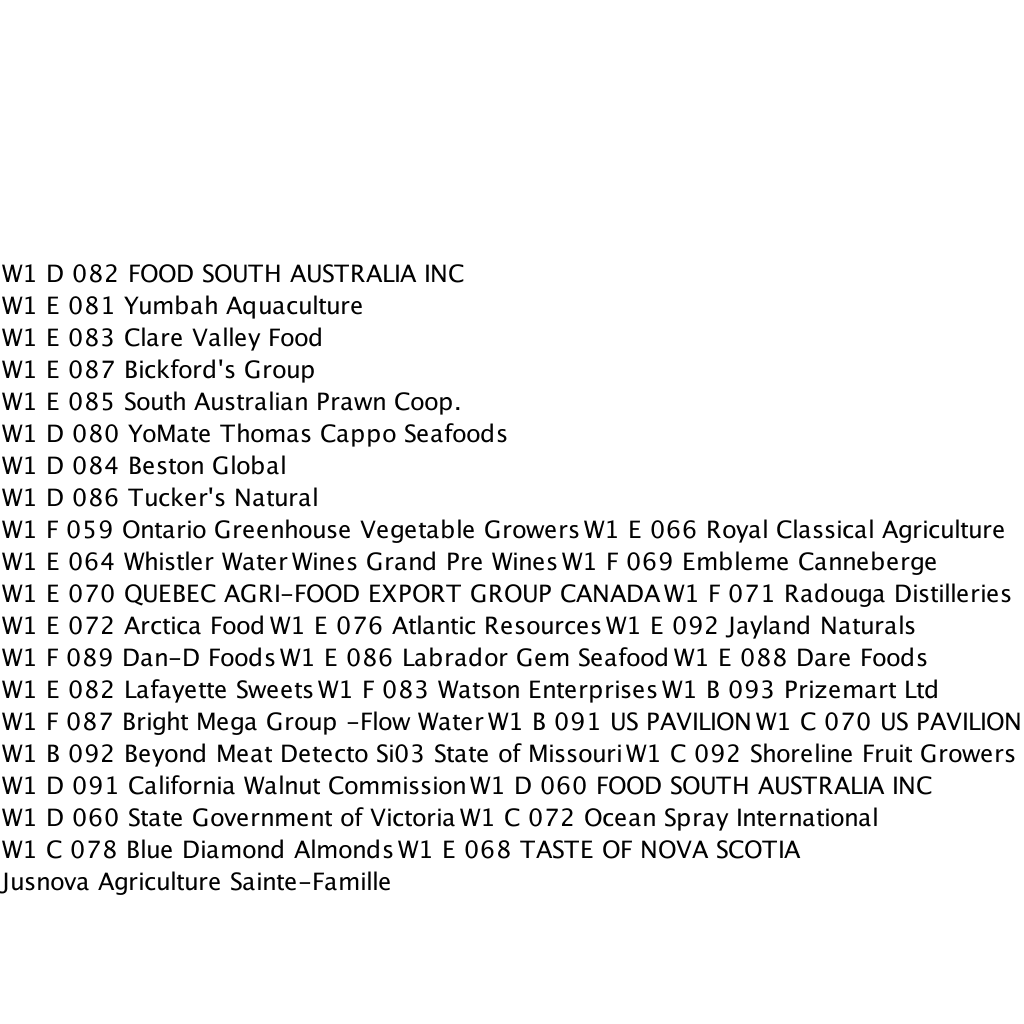 W1 D 082 FOOD SOUTH AUSTRALIA INC
W1 E 081 Yumbah Aquaculture
W1 E 083 Clare Valley Food
W1 E 087 Bickford's Group
W1 E 085 South Australian Prawn Coop.
W1 D 080 YoMate Thomas Cappo Seafoods
W1 D 084 Beston Global
W1 D 086 Tucker's Natural
W1 F 059 Ontario Greenhouse Vegetable Growers W1 E 066 Royal Classical Agriculture
W1 E 064 Whistler Water Wines Grand Pre Wines W1 F 069 Embleme Canneberge
W1 E 070 QUEBEC AGRI-FOOD EXPORT GROUP CANADA W1 F 071 Radouga Distilleries
W1 E 072 Arctica Food W1 E 076 Atlantic Resources W1 E 092 Jayland Naturals
W1 F 089 Dan-D Foods W1 E 086 Labrador Gem Seafood W1 E 088 Dare Foods
W1 E 082 Lafayette Sweets W1 F 083 Watson Enterprises W1 B 093 Prizemart Ltd
W1 F 087 Bright Mega Group -Flow Water W1 B 091 US PAVILION W1 C 070 US PAVILION
W1 B 092 Beyond Meat Detecto Si03 State of Missouri W1 C 092 Shoreline Fruit Growers
W1 D 091 California Walnut Commission W1 D 060 FOOD SOUTH AUSTRALIA INC
W1 D 060 State Government of Victoria W1 C 072 Ocean Spray International
W1 C 078 Blue Diamond Almonds W1 E 068 TASTE OF NOVA SCOTIA
Jusnova Agriculture Sainte-Famille